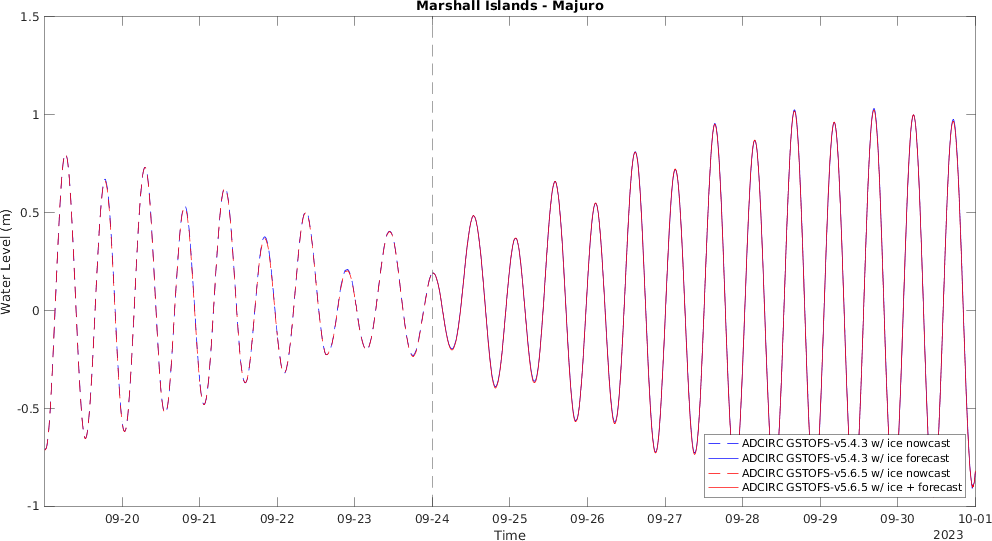 Marshall Islands - Majuro
1.5
1
0.5
0
-0.5
-1
Water Level (m)
ADCIRC GSTOFS-v5.4.3 w/ ice nowcast
ADCIRC GSTOFS-v5.4.3 w/ ice forecast
ADCIRC GSTOFS-v5.6.5 w/ ice nowcast
ADCIRC GSTOFS-v5.6.5 w/ ice + forecast
09-20 09-21 09-22 09-23 09-24 09-25 09-26 09-27 09-28 09-29 09-30 10-01
Time
2023